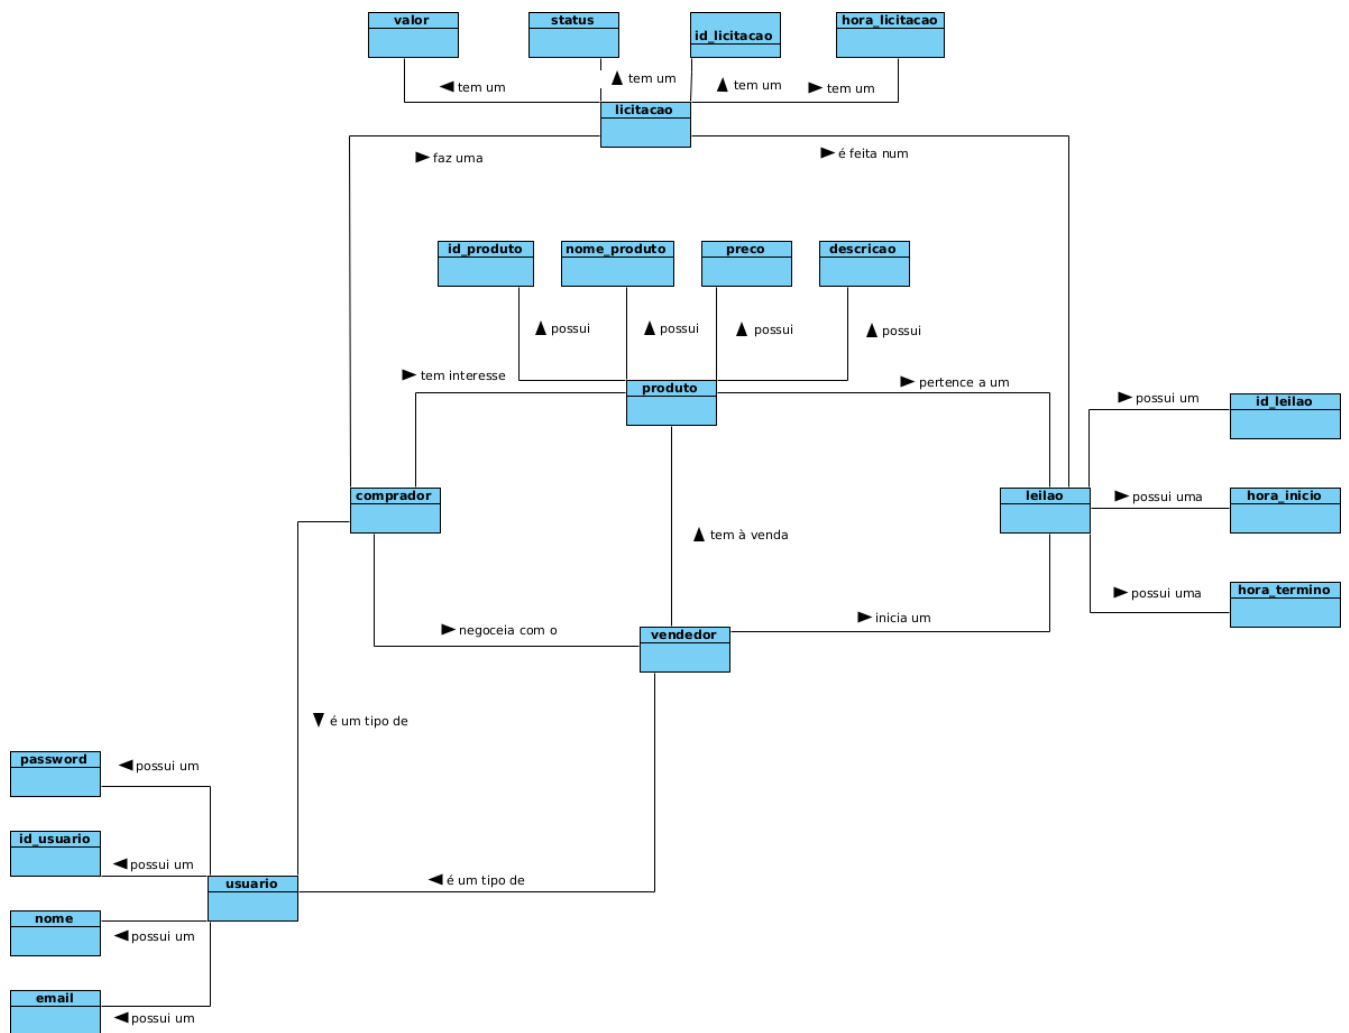 valor
status
id_licitacao
hora_licitacao
tem um
tem um
tem um
tem um
licitacao
faz uma
é feita num
id_produto
nome_produto
preco
descricao
possui
possui
possui
possui
tem interesse
produto
pertence a um
possui um
id_leilao
comprador
leilao
possui uma
hora_inicio
tem à venda
possui uma
hora_termino
negoceia com o
vendedor
inicia um
é um tipo de
password
possui um
id_usuario
possui um
usuario
é um tipo de
nome
possui um
email
possui um